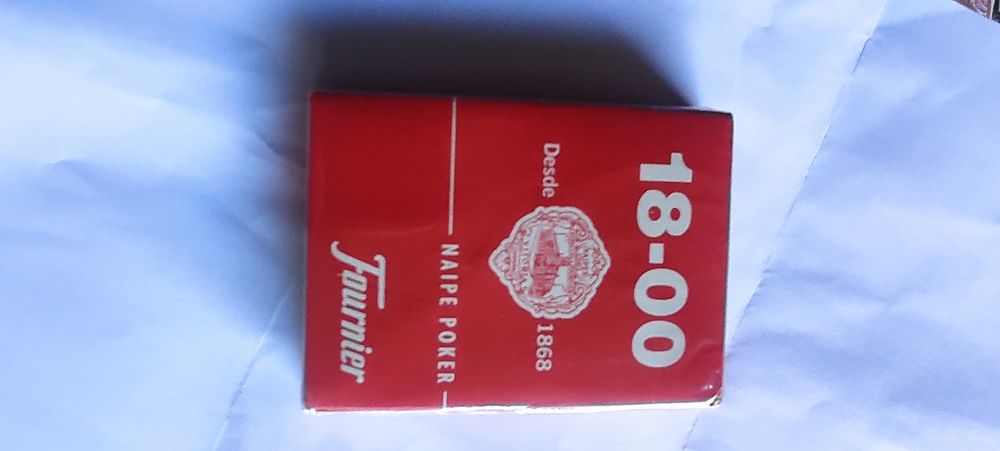 18-00
Desde 1868
NAIPE POKER
Fournier